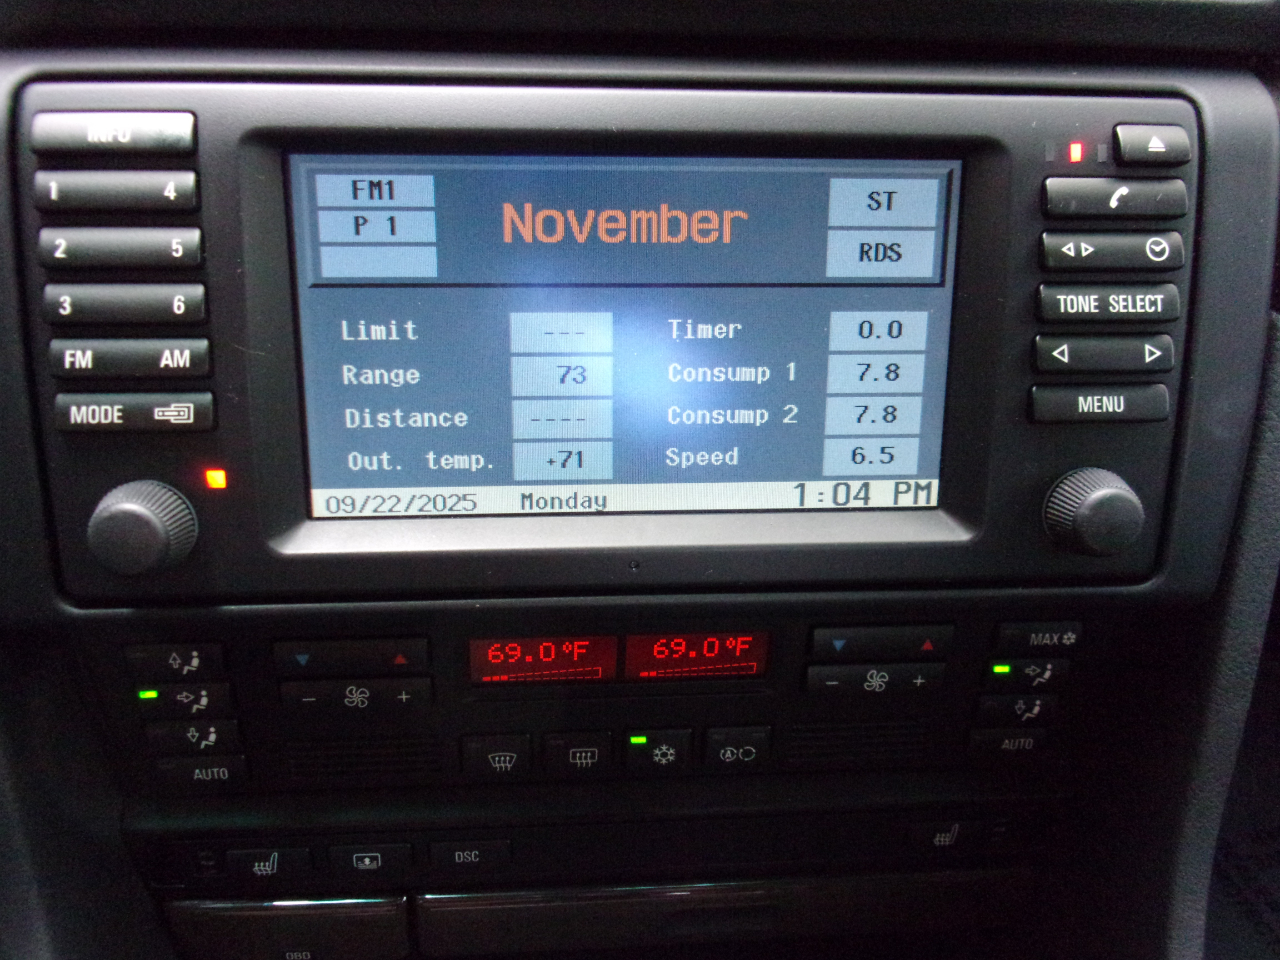 INFO
1 4
2 5
3 6
FM AM
MODE
FM1
P 1
November
ST
RDS
Limit ---
Range 73
Distance ----
Out. temp. +71
Timer 0.0
Consump 1 7.8
Consump 2 7.8
Speed 6.5
09/22/2025 Monday 1:04 PM
TONE SELECT
MENU
69.0°F 69.0°F
MAX
AUTO
AUTO
A
DSC
OBD